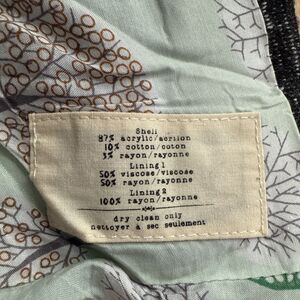 Shell
87% acrylic/acrilon
10% cotton/coton
3% rayon/rayonne
Lining 1
50% viscose/viscose
50% rayon/rayonne
Lining 2
100% rayon/rayonne
dry clean only
nettoyer à sec seulement